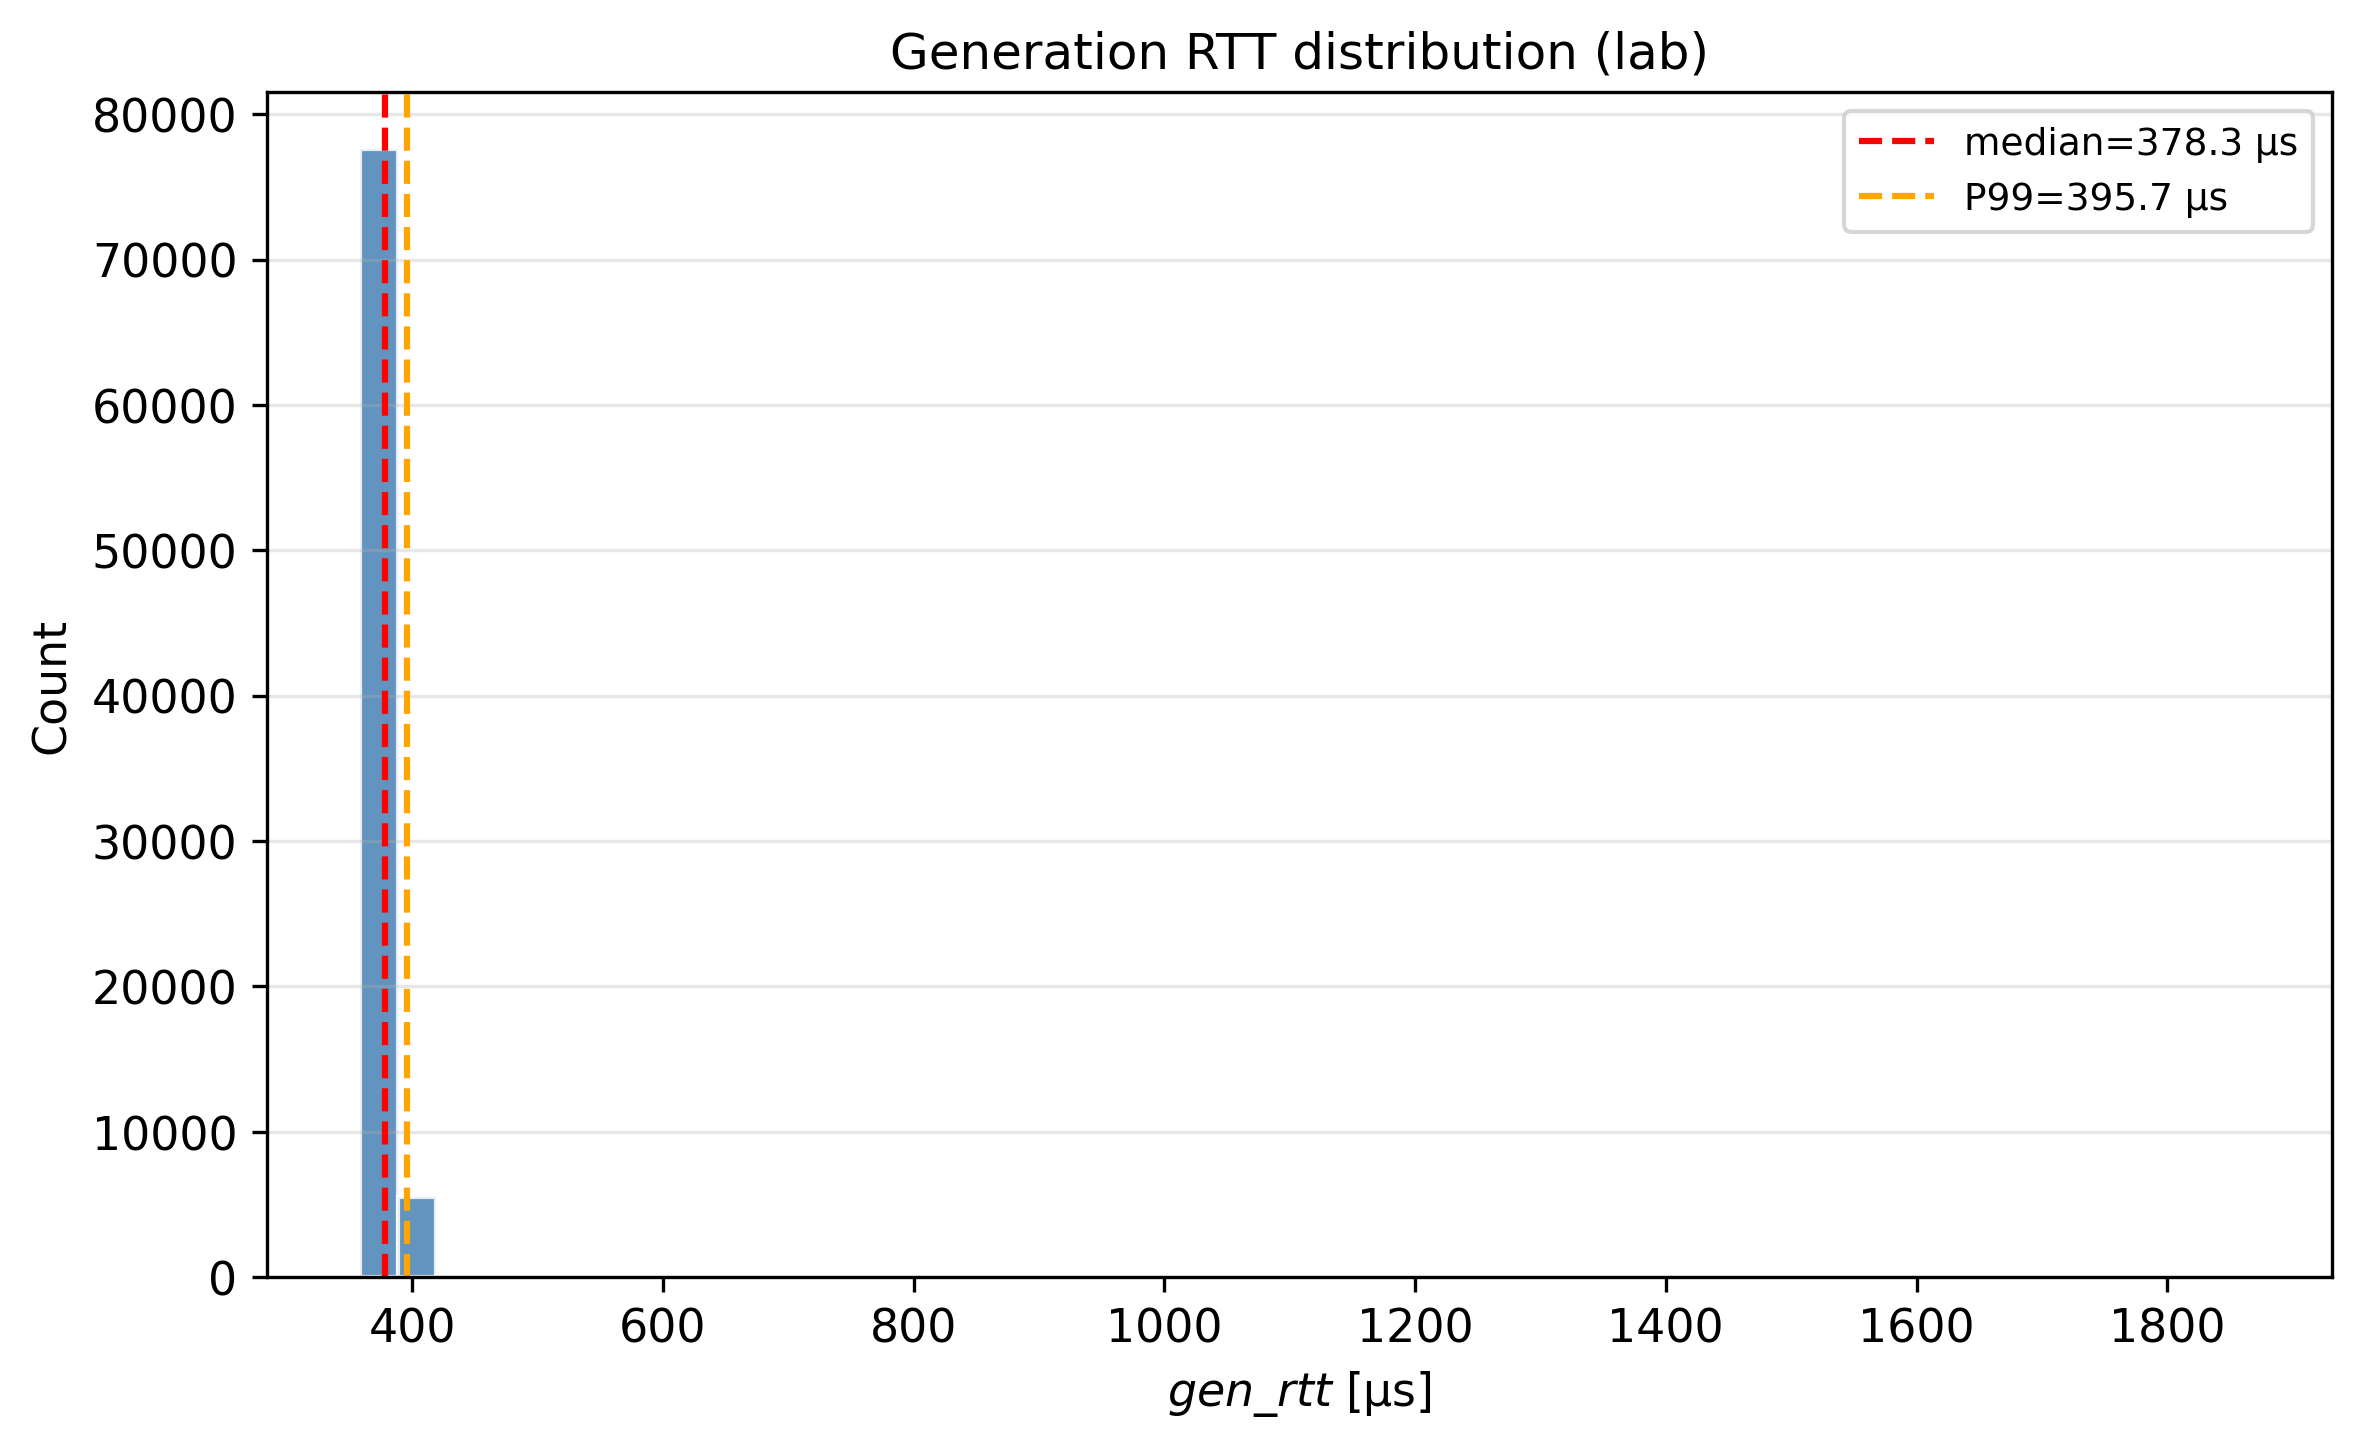 Generation RTT distribution (lab)
median=378.3 µs
P99=395.7 µs
80000
70000
60000
50000
40000
30000
20000
10000
0
Count
400 600 800 1000 1200 1400 1600 1800
gen_rtt [µs]